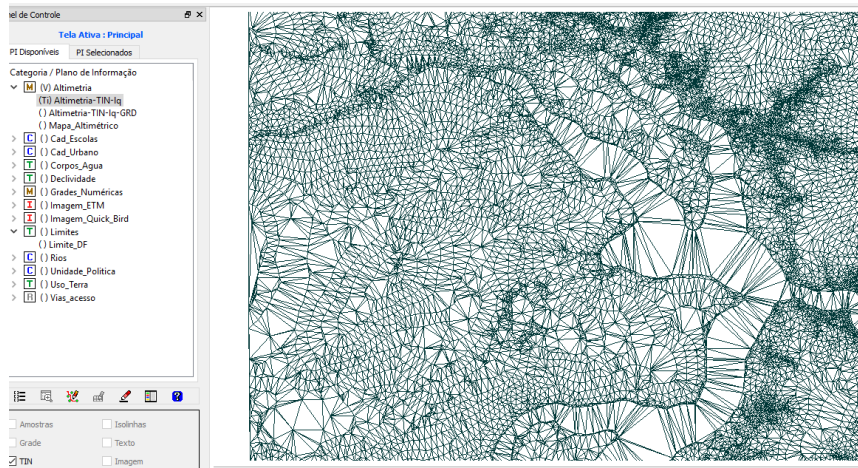 nel de Controle
Tela Ativa : Principal
PI Disponíveis PI Selecionados
Categoria / Plano de Informação
M (V) Altimetria
(Ti) Altimetria-TIN-lq
() Altimetria-TIN-lq-GRD
() Mapa_Altimétrico
C () Cad_Escolas
C () Cad_Urbano
T () Corpos_Agua
T () Declividade
M () Grades_Numéricas
I () Imagem_ETM
I () Imagem_Quick_Bird
T () Limites
() Limite_DF
C () Rios
C () Unidade_Politica
T () Uso_Terra
R () Vias_acesso
Amostras Isolinhas
Grade Texto
TIN Imagem